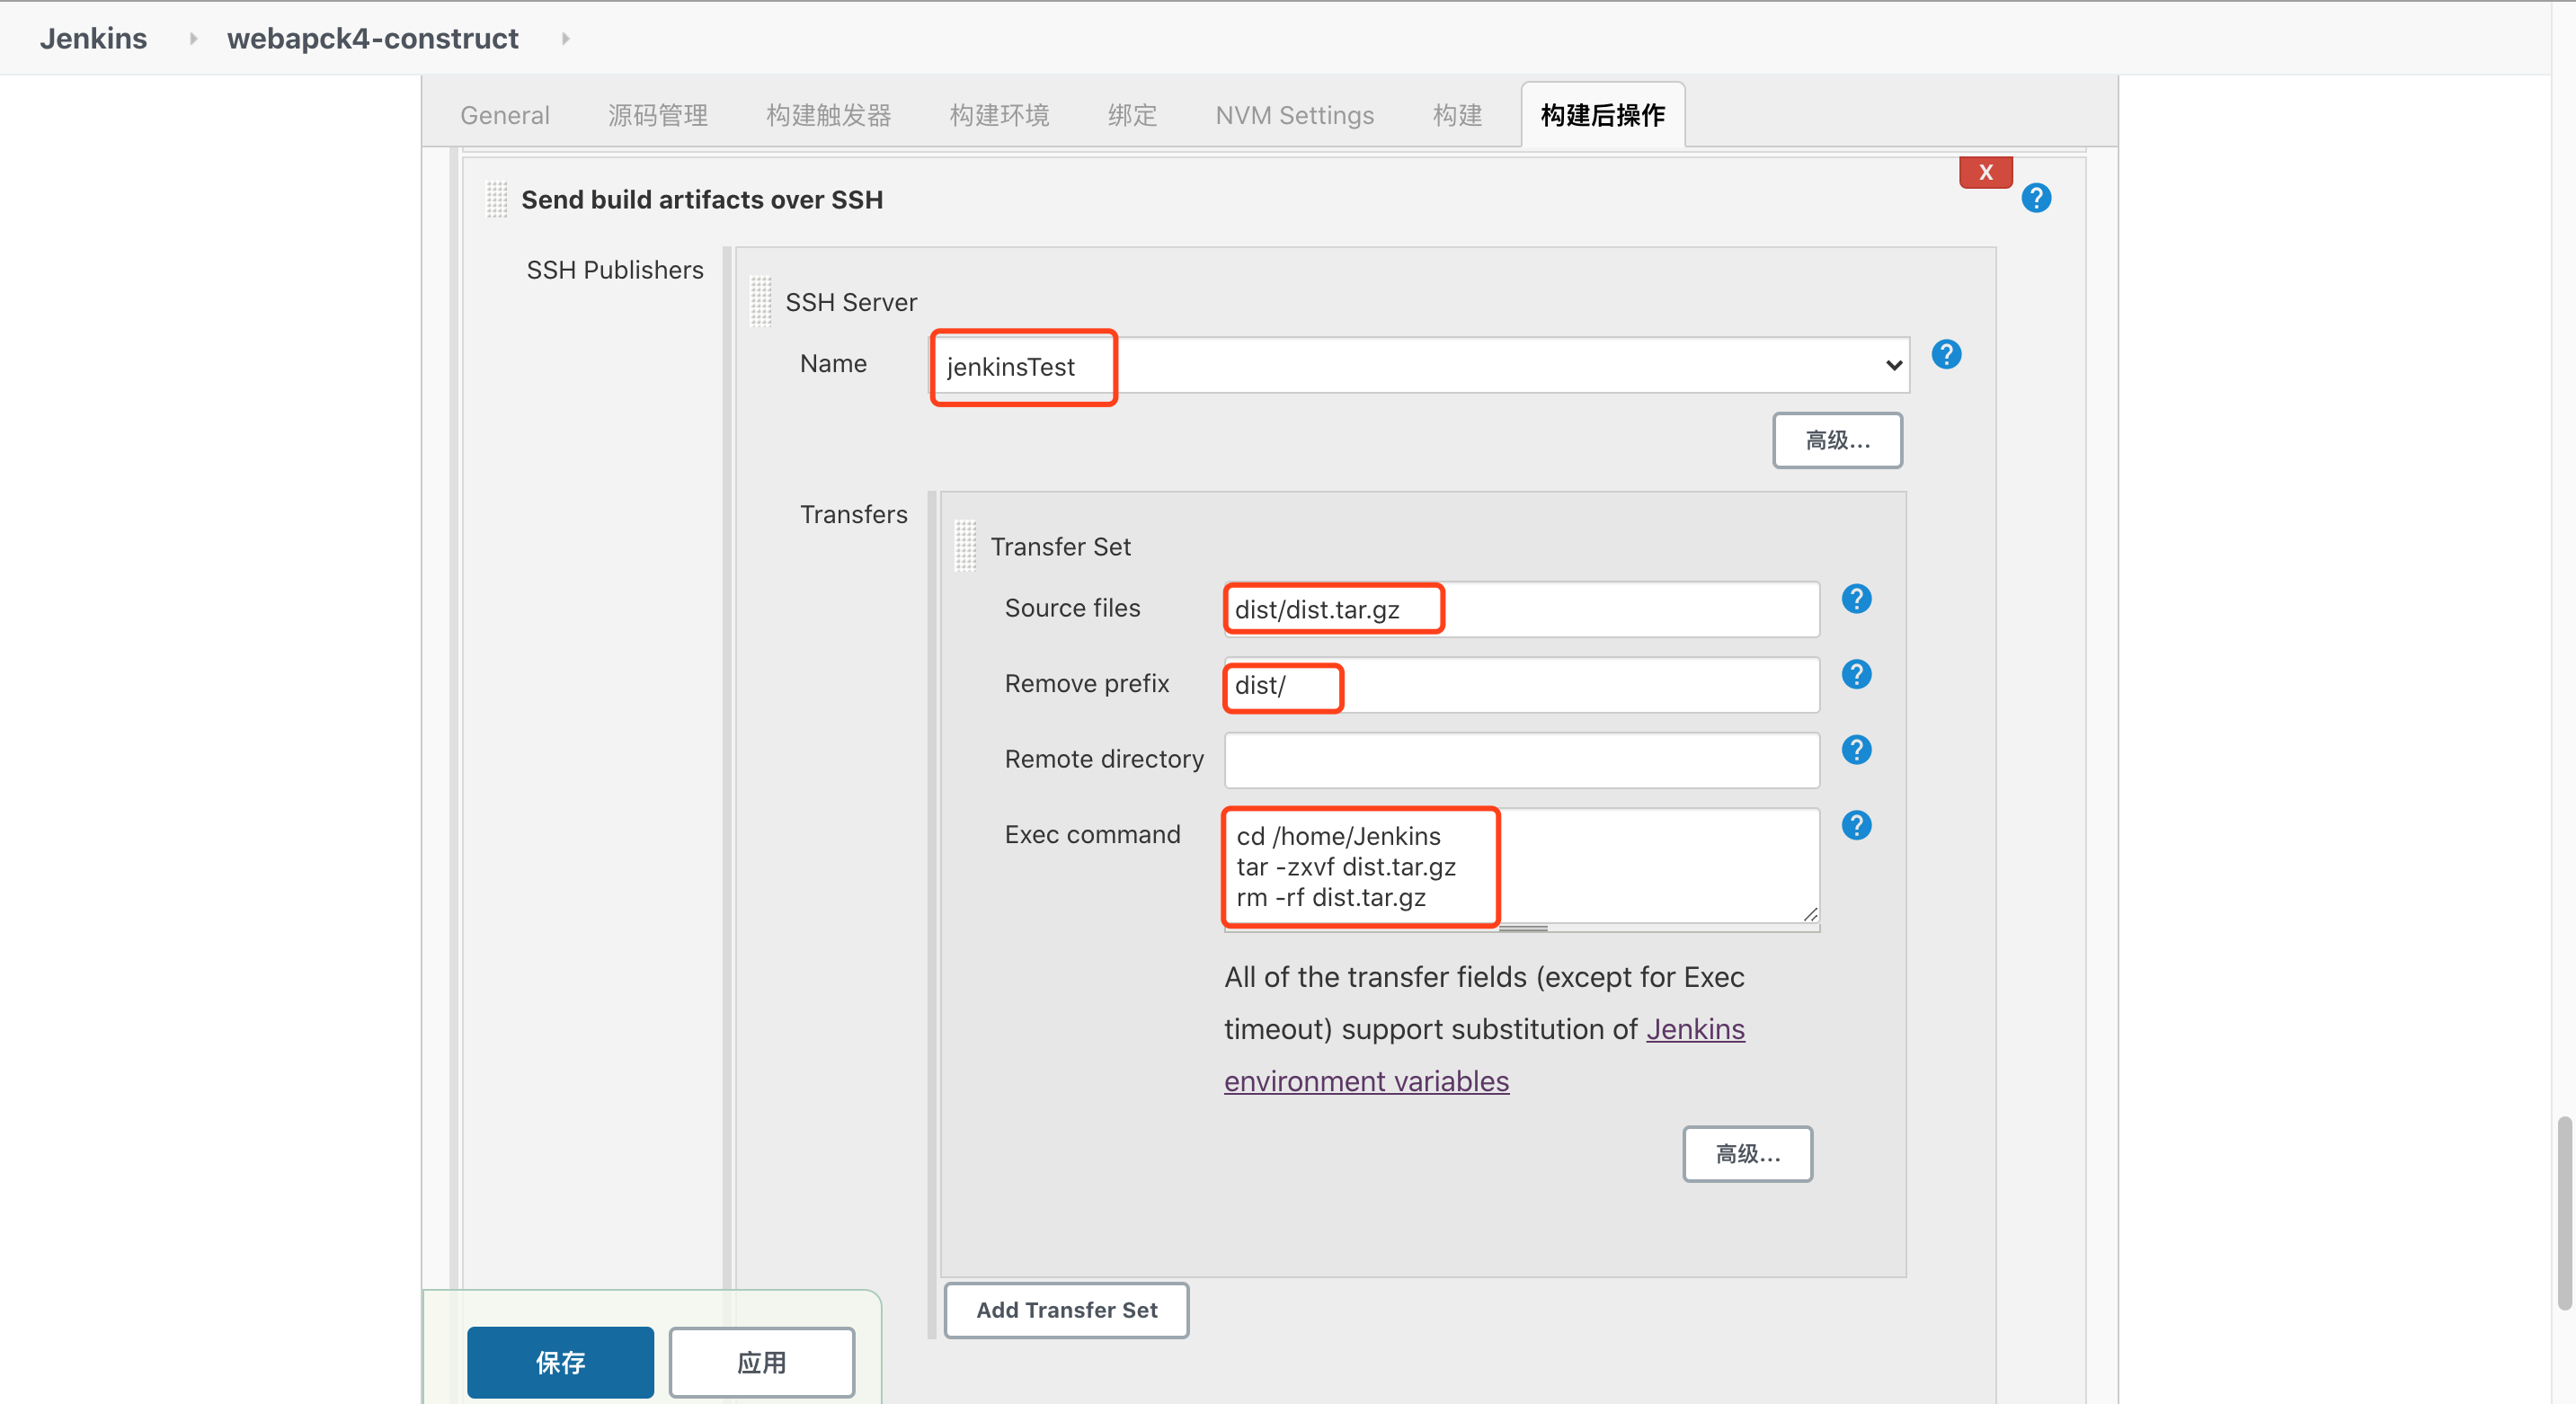 Jenkins webapck4-construct
General 源码管理 构建触发器 构建环境 绑定 NVM Settings 构建 构建后操作
X
Send build artifacts over SSH
?
SSH Publishers
SSH Server
Name jenkinsTest ?
高级...
Transfers
Transfer Set
Source files dist/dist.tar.gz ?
Remove prefix dist/ ?
Remote directory ?
Exec command cd /home/Jenkins ?
tar -zxvf dist.tar.gz
rm -rf dist.tar.gz
All of the transfer fields (except for Exec
timeout) support substitution of Jenkins
environment variables
高级...
Add Transfer Set
保存 应用